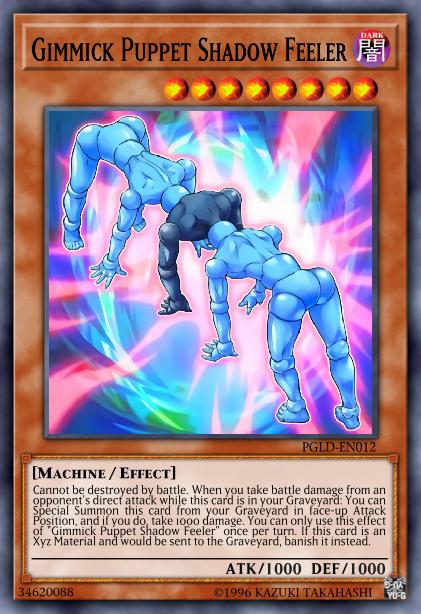 GIMMICK PUPPET SHADOW FEELER
DARK
闇
PGLD-EN012
[MACHINE / EFFECT]
Cannot be destroyed by battle. When you take battle damage from an
opponent's direct attack while this card is in your Graveyard: You can
Special Summon this card from your Graveyard in face-up Attack
Position, and if you do, take 1000 damage. You can only use this effect
of "Gimmick Puppet Shadow Feeler" once per turn. If this card is an
Xyz Material and would be sent to the Graveyard, banish it instead.
ATK/1000 DEF/1000
34620088
©1996 KAZUKI TAKAHASHI